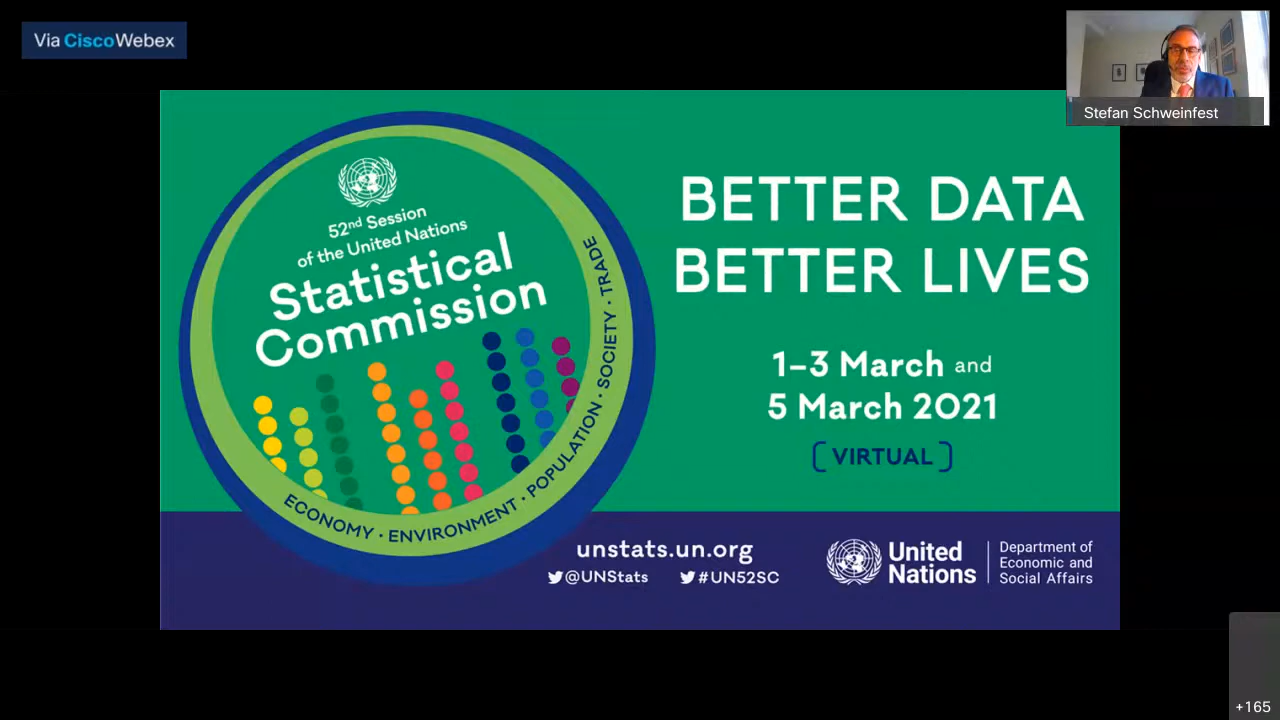 Via CiscoWebex
Stefan Schweinfest
52nd Session
of the United Nations
Statistical
Commission
ECONOMY · ENVIRONMENT · POPULATION · SOCIETY · TRADE
BETTER DATA
BETTER LIVES
1–3 March and
5 March 2021
[VIRTUAL]
unstats.un.org
@UNStats #UN52SC
United
Nations
Department of
Economic and
Social Affairs
+165